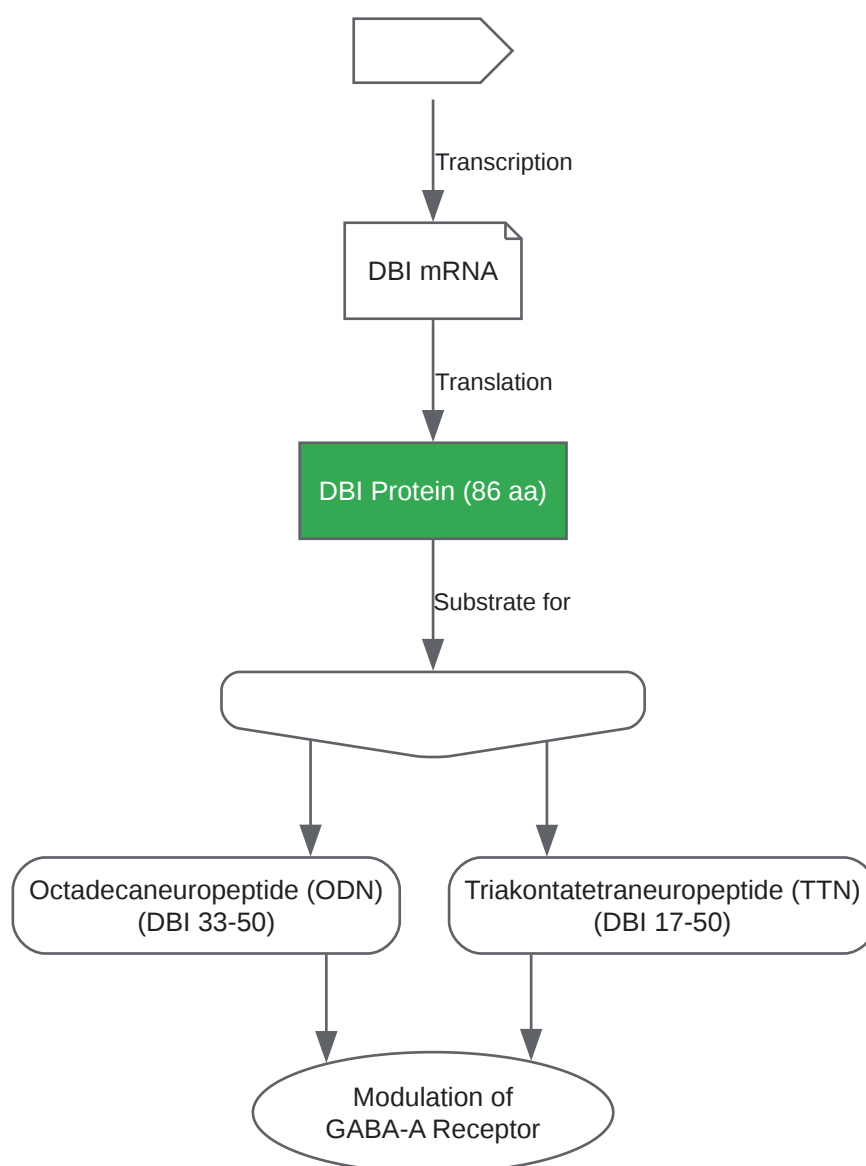 Transcription
DBI mRNA
Translation
DBI Protein (86 aa)
Substrate for
Octadecaneuropeptide (ODN)
(DBI 33-50)
Triakontatetraneuropeptide (TTN)
(DBI 17-50)
Modulation of
GABA-A Receptor